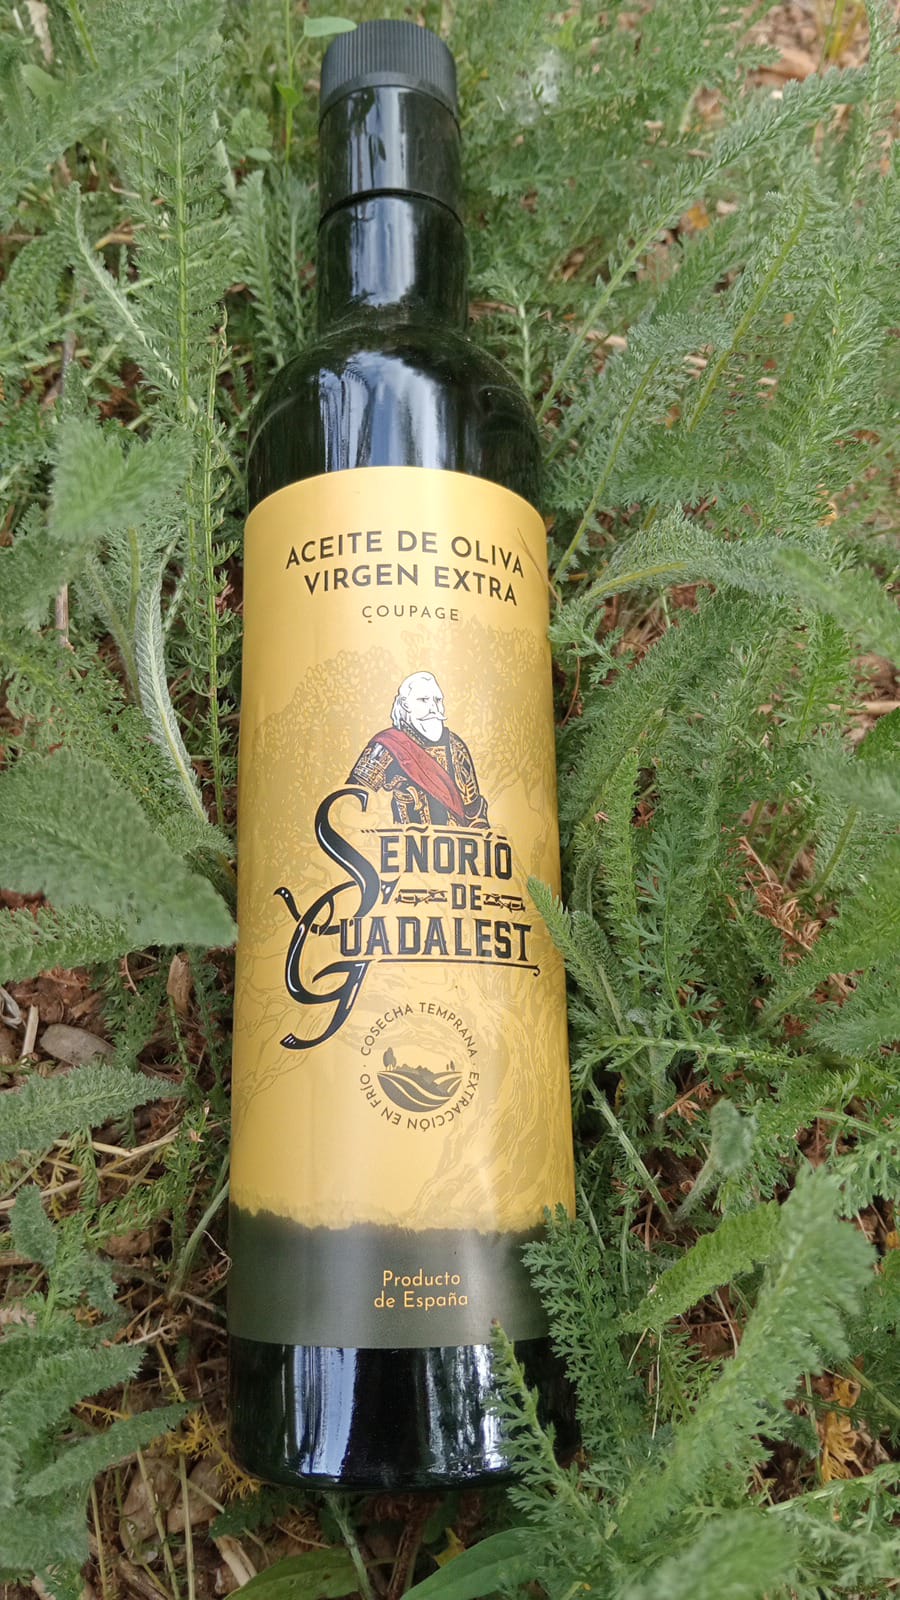 ACEITE DE OLIVA
VIRGEN EXTRA
COUPAGE
SEÑORÍO
DE
GUADALEST
COSECHA TEMPRANA · EXTRACCIÓN EN FRÍO ·
Producto
de España